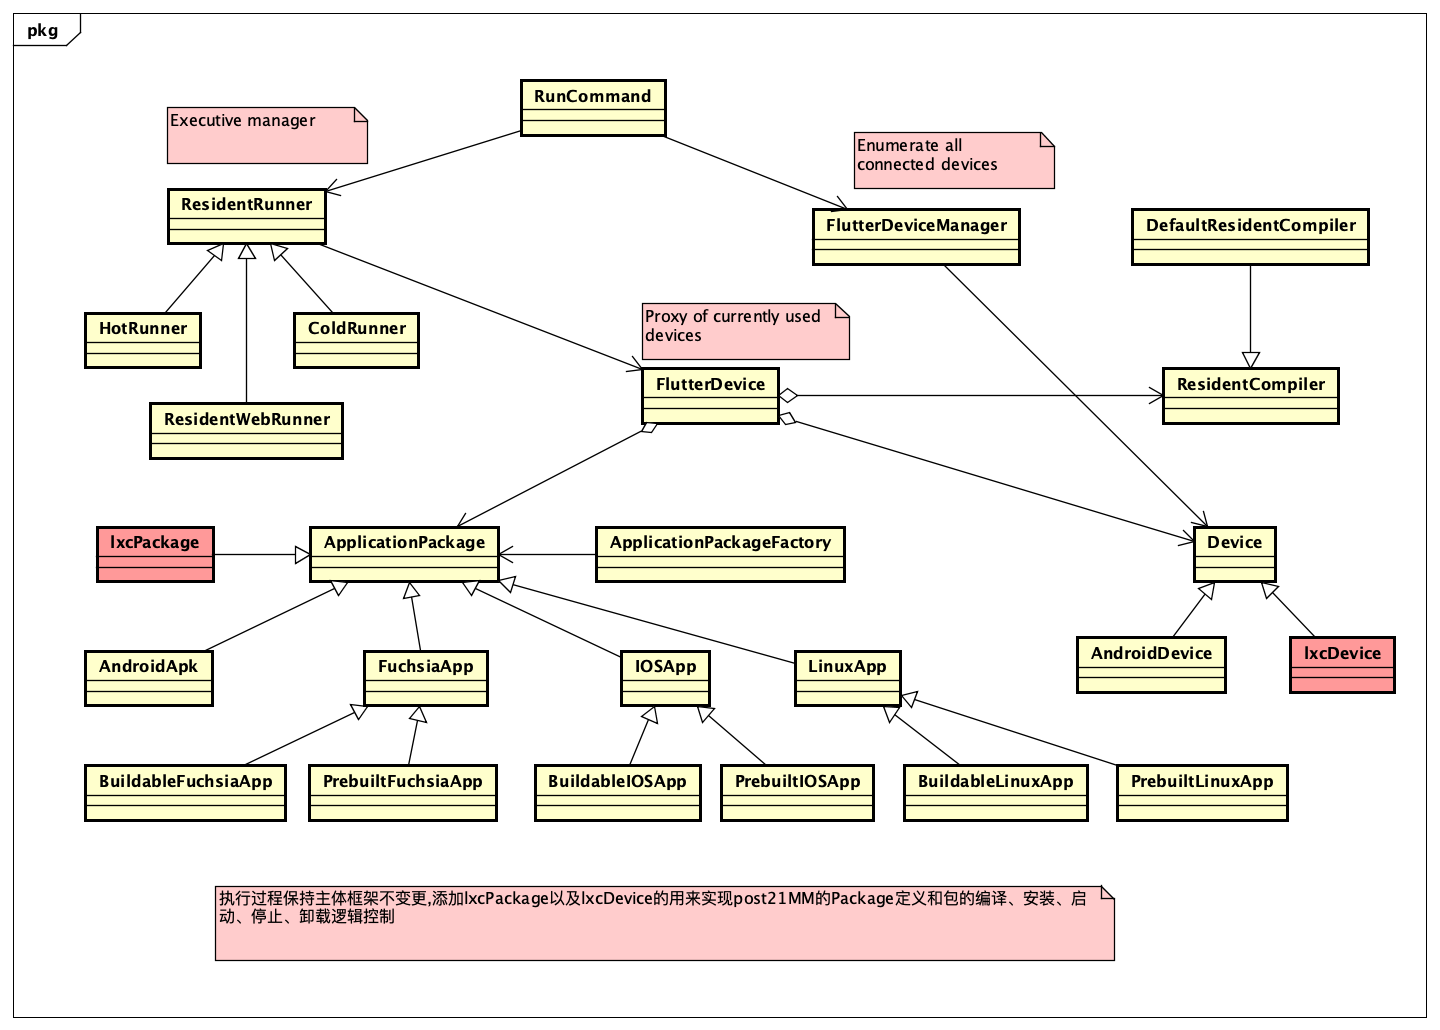 pkg
RunCommand
Executive manager
Enumerate all
connected devices
ResidentRunner
FlutterDeviceManager
DefaultResidentCompiler
HotRunner
ColdRunner
Proxy of currently used
devices
FlutterDevice
ResidentCompiler
ResidentWebRunner
lxcPackage
ApplicationPackage
ApplicationPackageFactory
Device
AndroidApk
FuchsiaApp
IOSApp
LinuxApp
AndroidDevice
lxcDevice
BuildableFuchsiaApp
PrebuiltFuchsiaApp
BuildableIOSApp
PrebuiltIOSApp
BuildableLinuxApp
PrebuiltLinuxApp
执行过程保持主体框架不变更,添加lxcPackage以及lxcDevice的用来实现post21MM的Package定义和包的编译、安装、启
动、停止、卸载逻辑控制